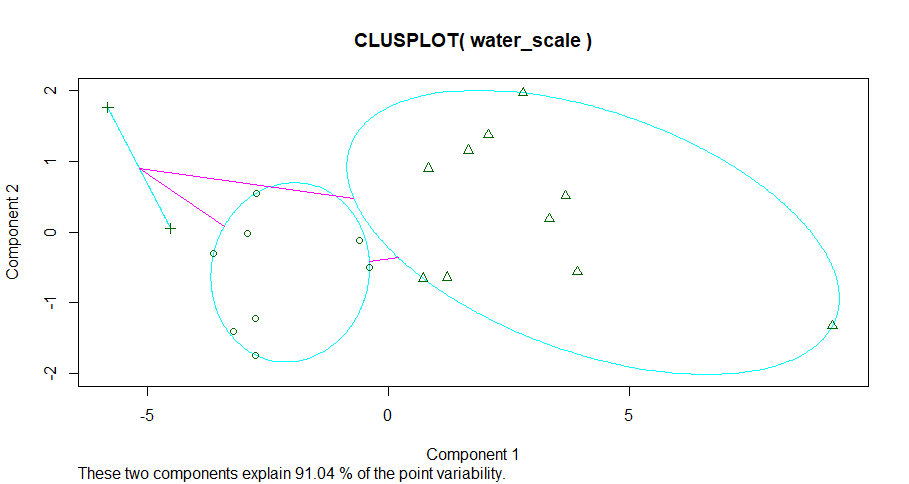 CLUSPLOT( water_scale )
2
1
0
-1
-2
Component 2
-5
0
5
Component 1
These two components explain 91.04 % of the point variability.